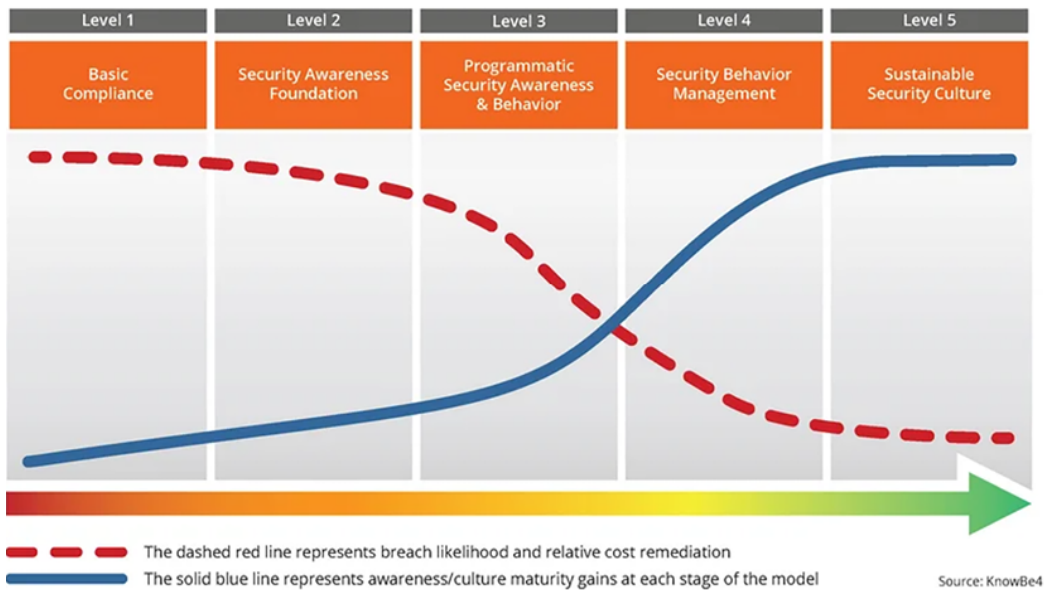 Level 1
Level 2
Level 3
Level 4
Level 5
Basic
Compliance
Security Awareness
Foundation
Programmatic
Security Awareness
& Behavior
Security Behavior
Management
Sustainable
Security Culture
The dashed red line represents breach likelihood and relative cost remediation
The solid blue line represents awareness/culture maturity gains at each stage of the model
Source: KnowBe4